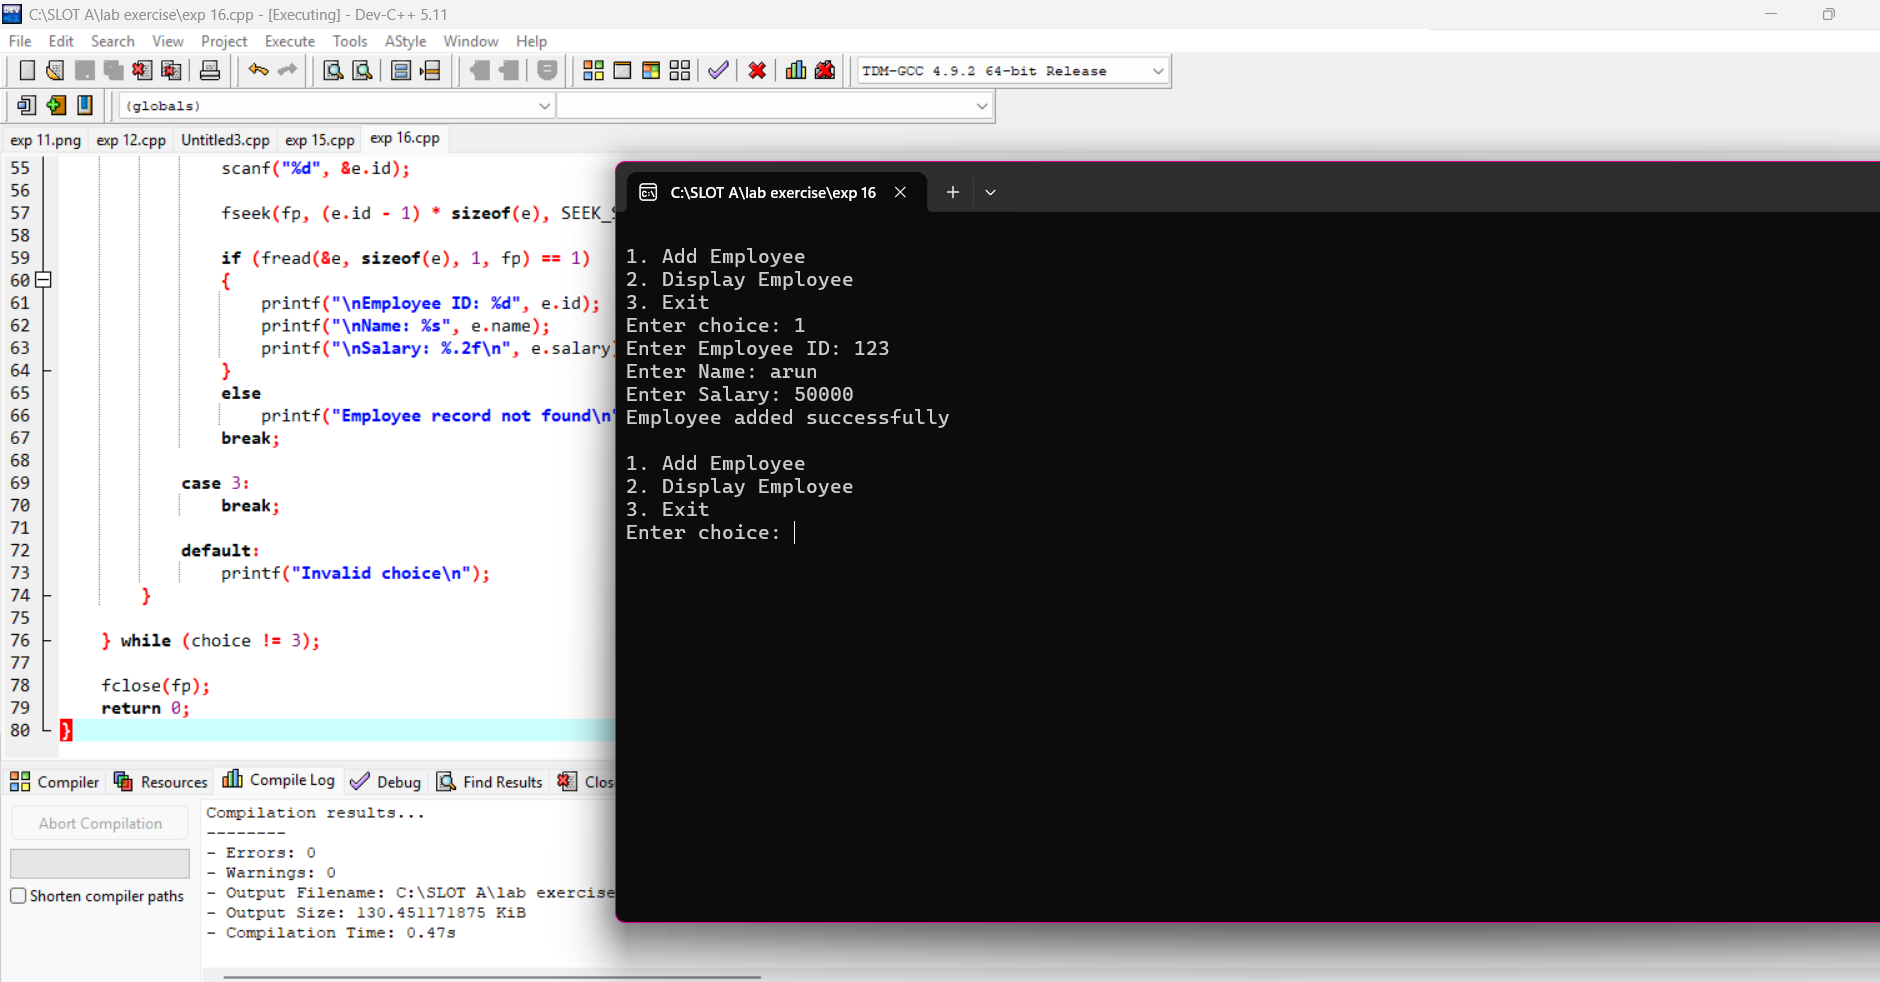 C:\SLOT A\lab exercise\exp 16.cpp - [Executing] - Dev-C++ 5.11
File Edit Search View Project Execute Tools AStyle Window Help
TDM-GCC 4.9.2 64-bit Release
(globals)
exp 11.png exp 12.cpp Untitled3.cpp exp 15.cpp exp 16.cpp
55 scanf("%d", &e.id);
56
57 fseek(fp, (e.id - 1) * sizeof(e), SEEK_
58
59 if (fread(&e, sizeof(e), 1, fp) == 1)
60 {
61 printf("\nEmployee ID: %d", e.id);
62 printf("\nName: %s", e.name);
63 printf("\nSalary: %.2f\n", e.salary
64 }
65 else
66 printf("Employee record not found\n
67 break;
68
69 case 3:
70 break;
71
72 default:
73 printf("Invalid choice\n");
74 }
75
76 } while (choice != 3);
77
78 fclose(fp);
79 return 0;
80 }
C:\SLOT A\lab exercise\exp 16
1. Add Employee
2. Display Employee
3. Exit
Enter choice: 1
Enter Employee ID: 123
Enter Name: arun
Enter Salary: 50000
Employee added successfully
1. Add Employee
2. Display Employee
3. Exit
Enter choice:
Compiler Resources Compile Log Debug Find Results Clos
Abort Compilation
Shorten compiler paths
Compilation results...
--------
- Errors: 0
- Warnings: 0
- Output Filename: C:\SLOT A\lab exercise
- Output Size: 130.451171875 KiB
- Compilation Time: 0.47s